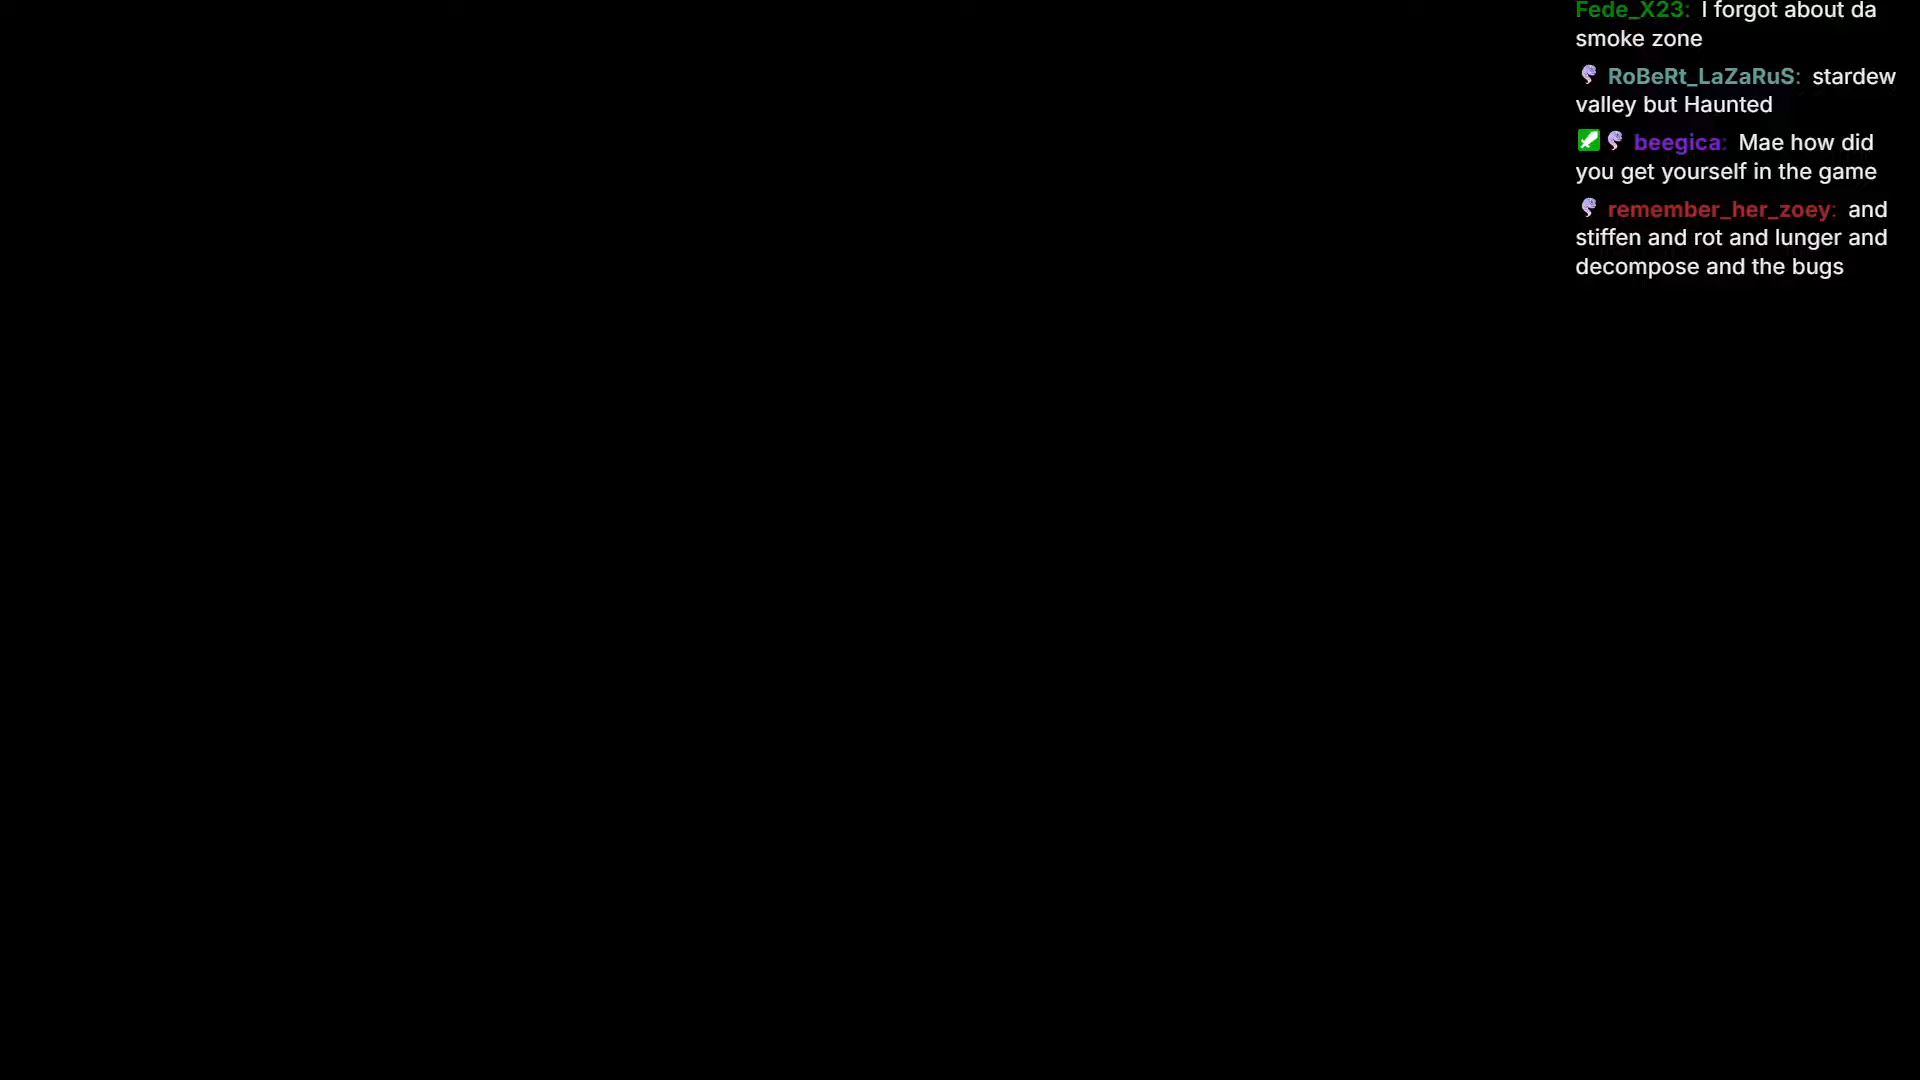 Fede_X23: I forgot about da
smoke zone
RoBeRt_LaZaRuS: stardew
valley but Haunted
beegica: Mae how did
you get yourself in the game
remember_her_zoey: and
stiffen and rot and lunger and
decompose and the bugs